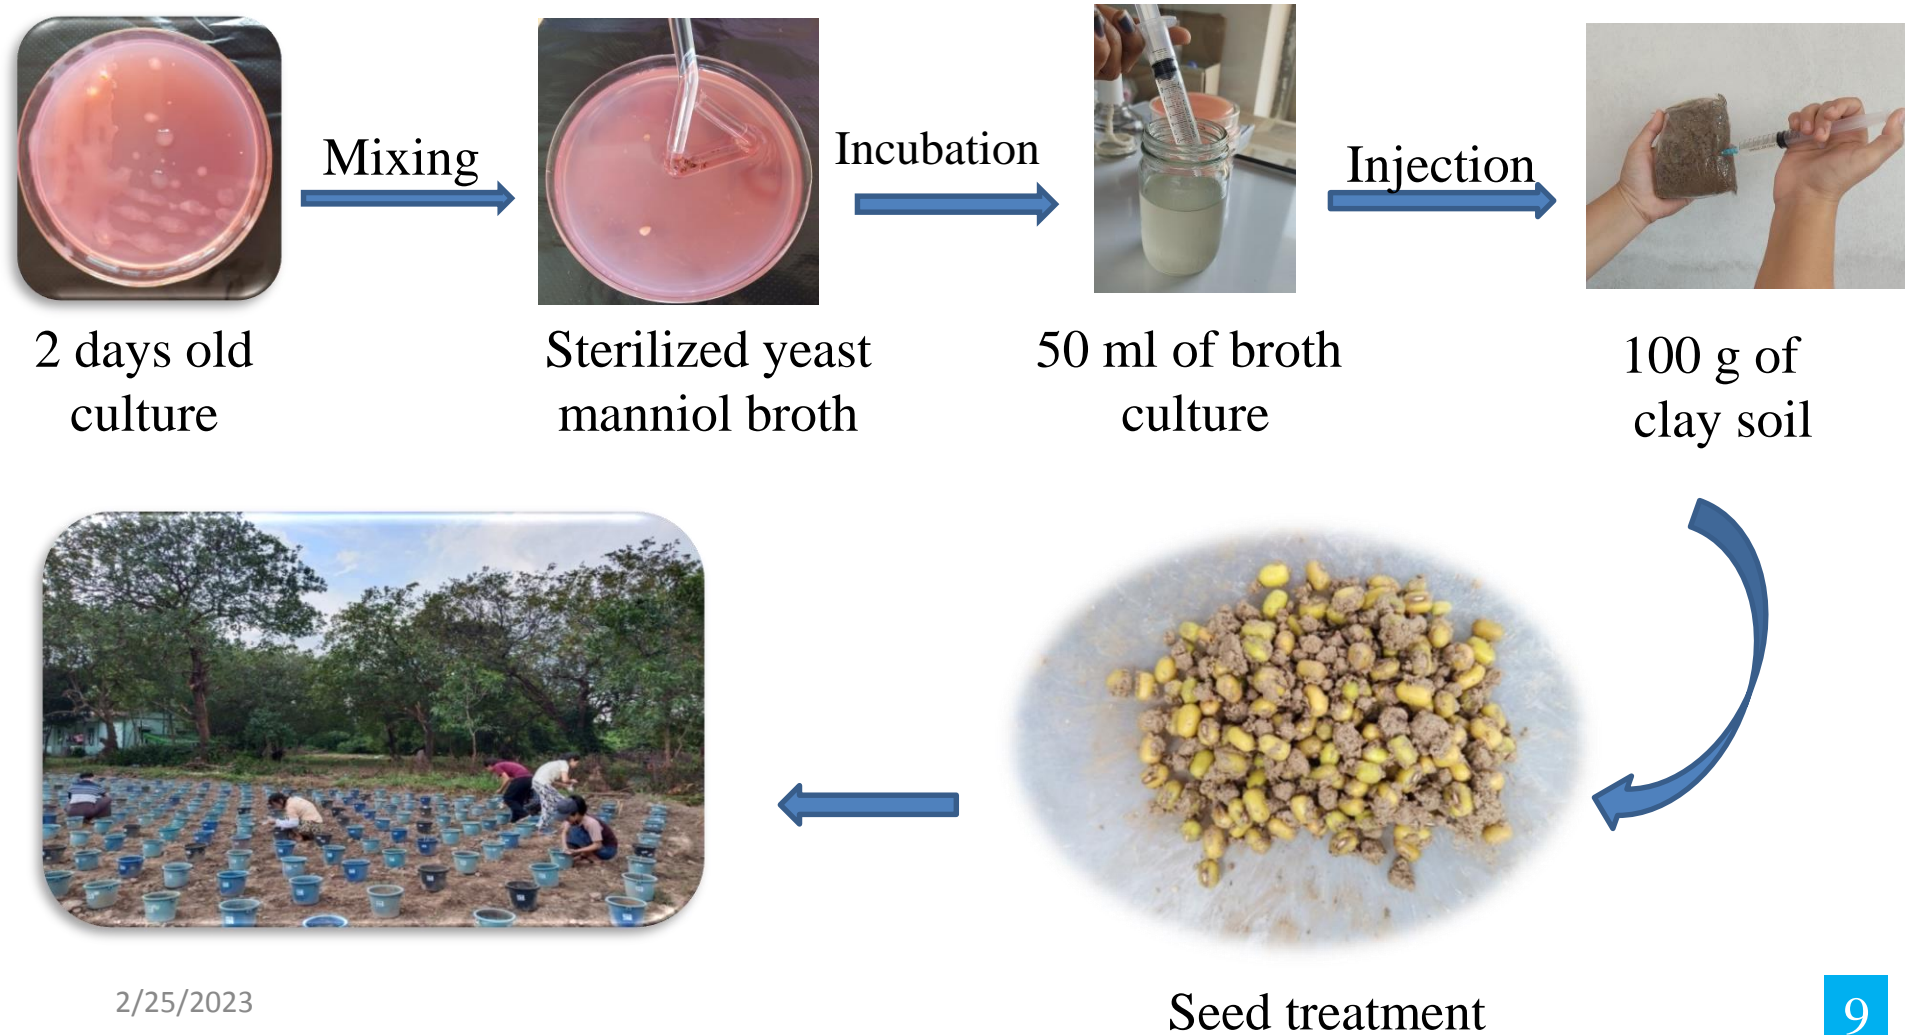 Mixing
Incubation
Injection
2 days old
culture
Sterilized yeast
manniol broth
50 ml of broth
culture
100 g of
clay soil
Seed treatment
2/25/2023
9